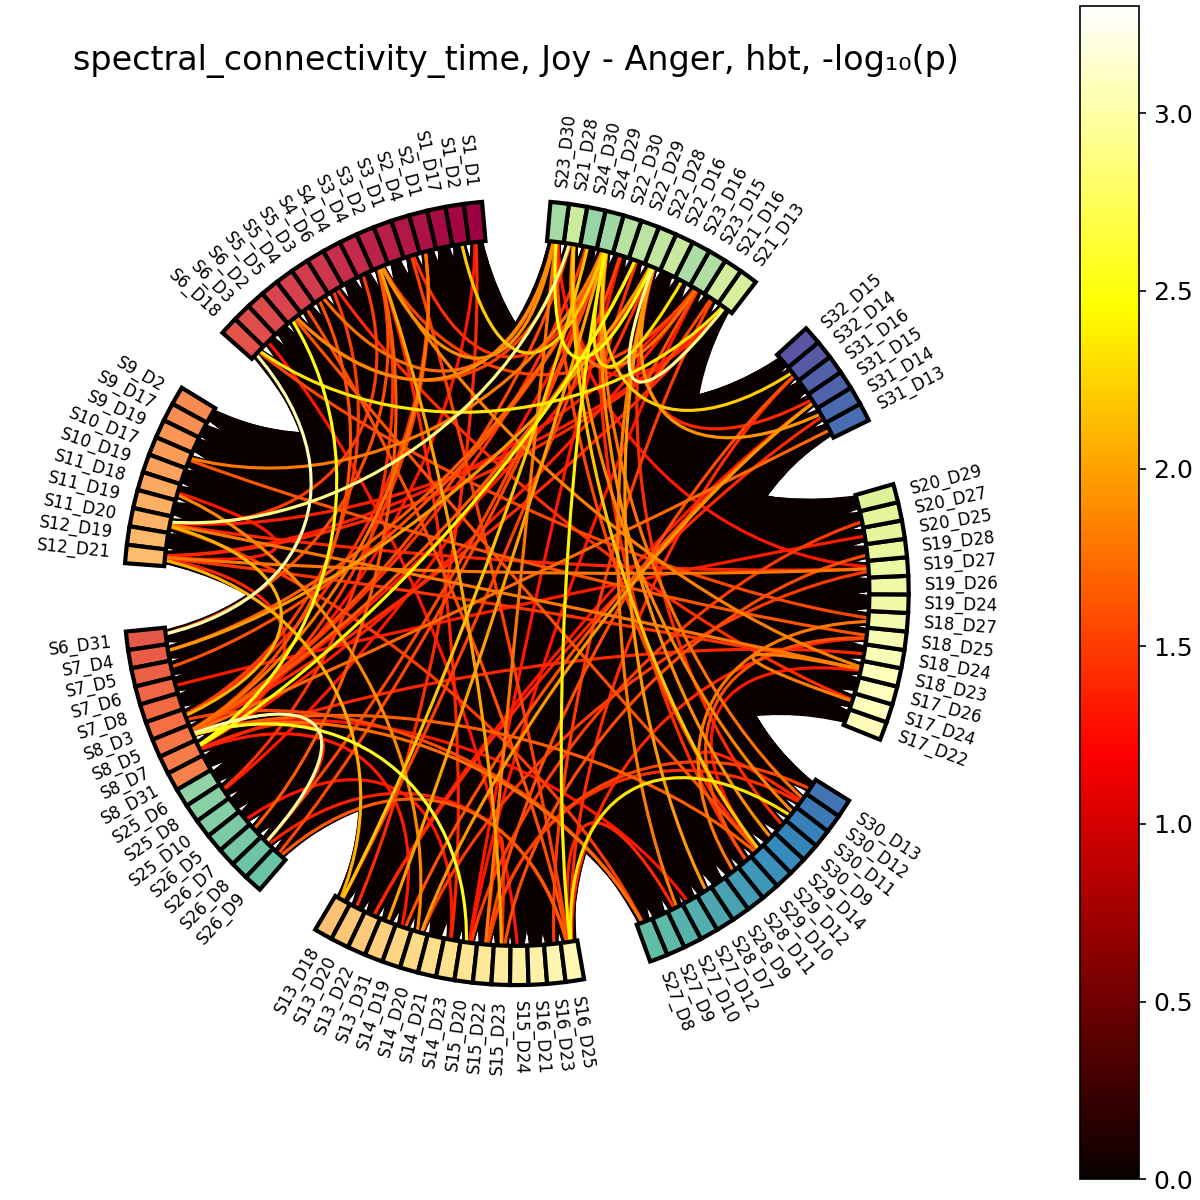 spectral_connectivity_time, Joy - Anger, hbt, -log₁₀(p)
S1_D1
S1_D2
S1_D17
S2_D1
S2_D4
S3_D1
S3_D2
S3_D4
S4_D4
S4_D6
S5_D3
S5_D4
S5_D5
S6_D2
S6_D3
S6_D18
S9_D2
S9_D17
S9_D19
S10_D17
S10_D19
S11_D18
S11_D19
S11_D20
S12_D19
S12_D21
S6_D31
S7_D4
S7_D5
S7_D6
S7_D8
S8_D3
S8_D5
S8_D7
S8_D31
S25_D6
S25_D8
S25_D10
S26_D5
S26_D7
S26_D8
S26_D9
S13_D18
S13_D20
S13_D22
S13_D31
S14_D19
S14_D20
S14_D21
S14_D23
S15_D20
S15_D22
S15_D23
S15_D24
S16_D21
S16_D23
S16_D25
S27_D8
S27_D9
S27_D10
S27_D12
S28_D7
S28_D9
S28_D11
S29_D10
S29_D12
S29_D14
S30_D9
S30_D11
S30_D12
S30_D13
S17_D22
S17_D24
S17_D26
S18_D23
S18_D24
S18_D25
S18_D27
S19_D24
S19_D26
S19_D27
S19_D28
S20_D25
S20_D27
S20_D29
S31_D13
S31_D14
S31_D15
S31_D16
S32_D14
S32_D15
S21_D13
S21_D16
S23_D15
S23_D16
S22_D16
S22_D28
S22_D29
S22_D30
S24_D29
S24_D30
S21_D28
S23_D30
3.0
2.5
2.0
1.5
1.0
0.5
0.0